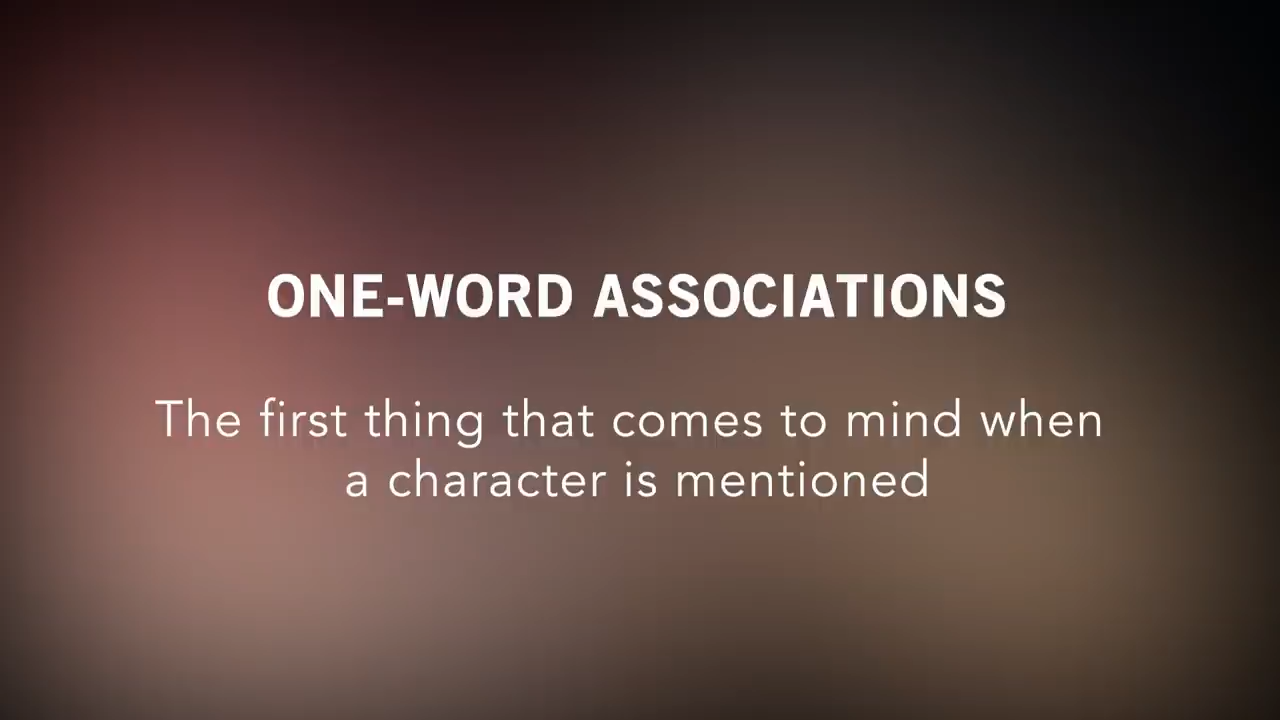 ONE-WORD ASSOCIATIONS
The first thing that comes to mind when
a character is mentioned